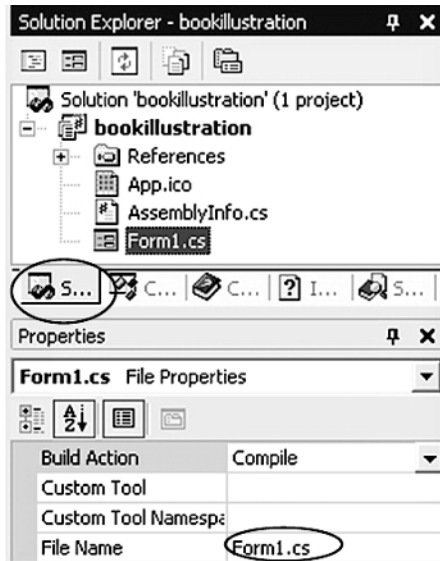 Solution Explorer - bookillustration
Solution 'bookillustration' (1 project)
bookillustration
References
App.ico
AssemblyInfo.cs
Form1.cs
S... C... C... I... S...
Properties
Form1.cs File Properties
Build Action Compile
Custom Tool
Custom Tool Namespa
File Name Form1.cs